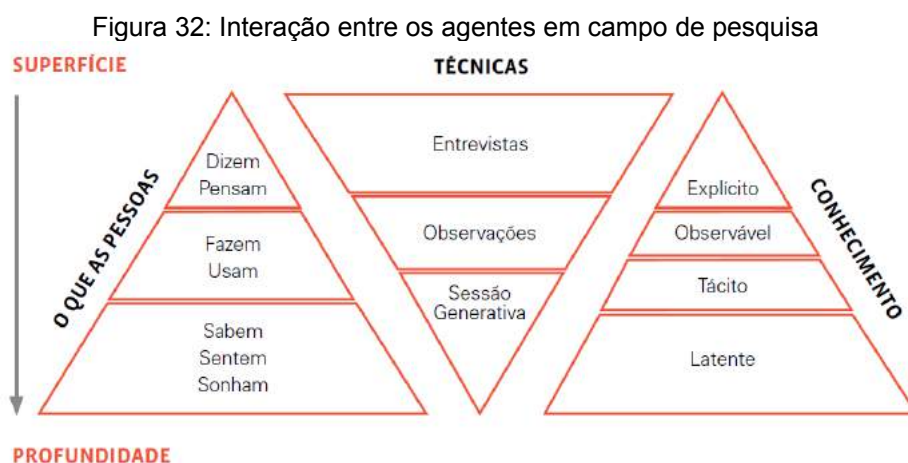 Figura 32: Interação entre os agentes em campo de pesquisa
SUPERFÍCIE
TÉCNICAS
O QUE AS PESSOAS
Dizem
Pensam
Fazem
Usam
Sabem
Sentem
Sonham
Entrevistas
Observações
Sessão
Generativa
Explícito
Observável
Tácito
Latente
CONHECIMENTO
PROFUNDIDADE